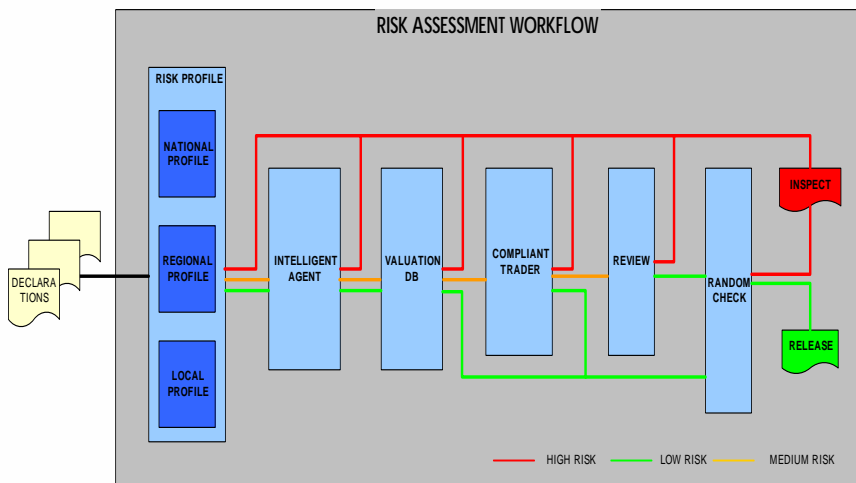 RISK ASSESSMENT WORKFLOW
RISK PROFILE
NATIONAL
PROFILE
REGIONAL
PROFILE
LOCAL
PROFILE
DECLARA
TIONS
INTELLIGENT
AGENT
VALUATION
DB
COMPLIANT
TRADER
REVIEW
RANDOM
CHECK
INSPECT
RELEASE
HIGH RISK
LOW RISK
MEDIUM RISK